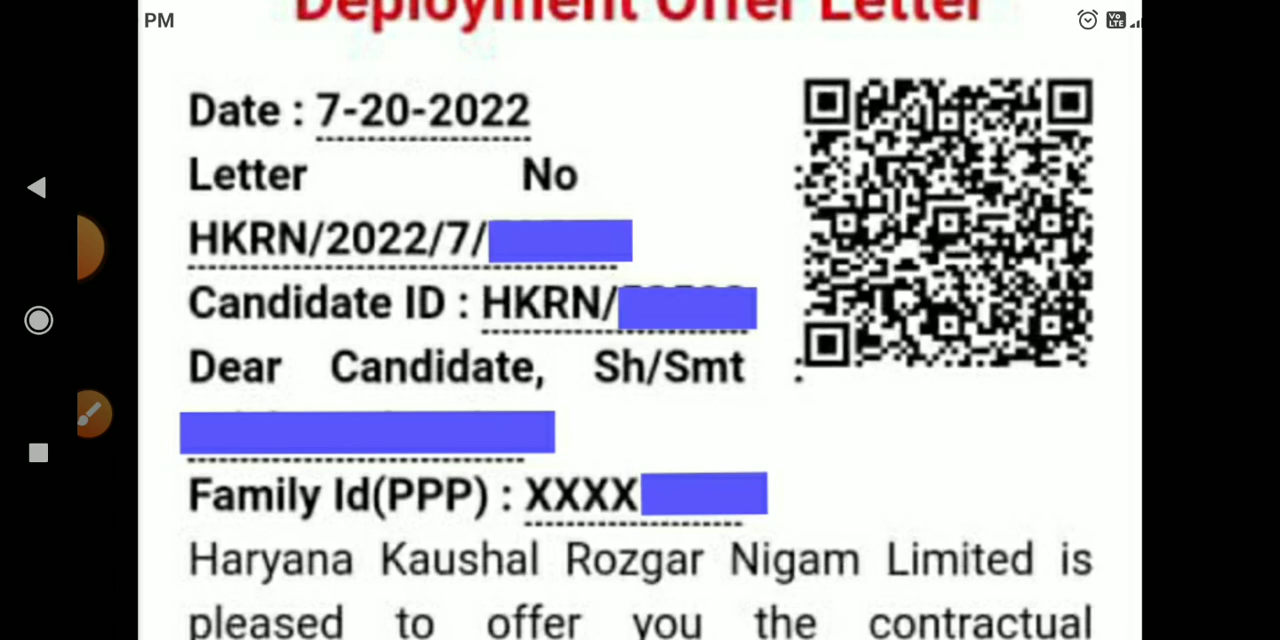 PM
Deployment Offer Letter
Date : 7-20-2022
Letter No :
HKRN/2022/7/
Candidate ID : HKRN/
Dear Candidate, Sh/Smt :
Family Id(PPP) : XXXX
Haryana Kaushal Rozgar Nigam Limited is
pleased to offer you the contractual